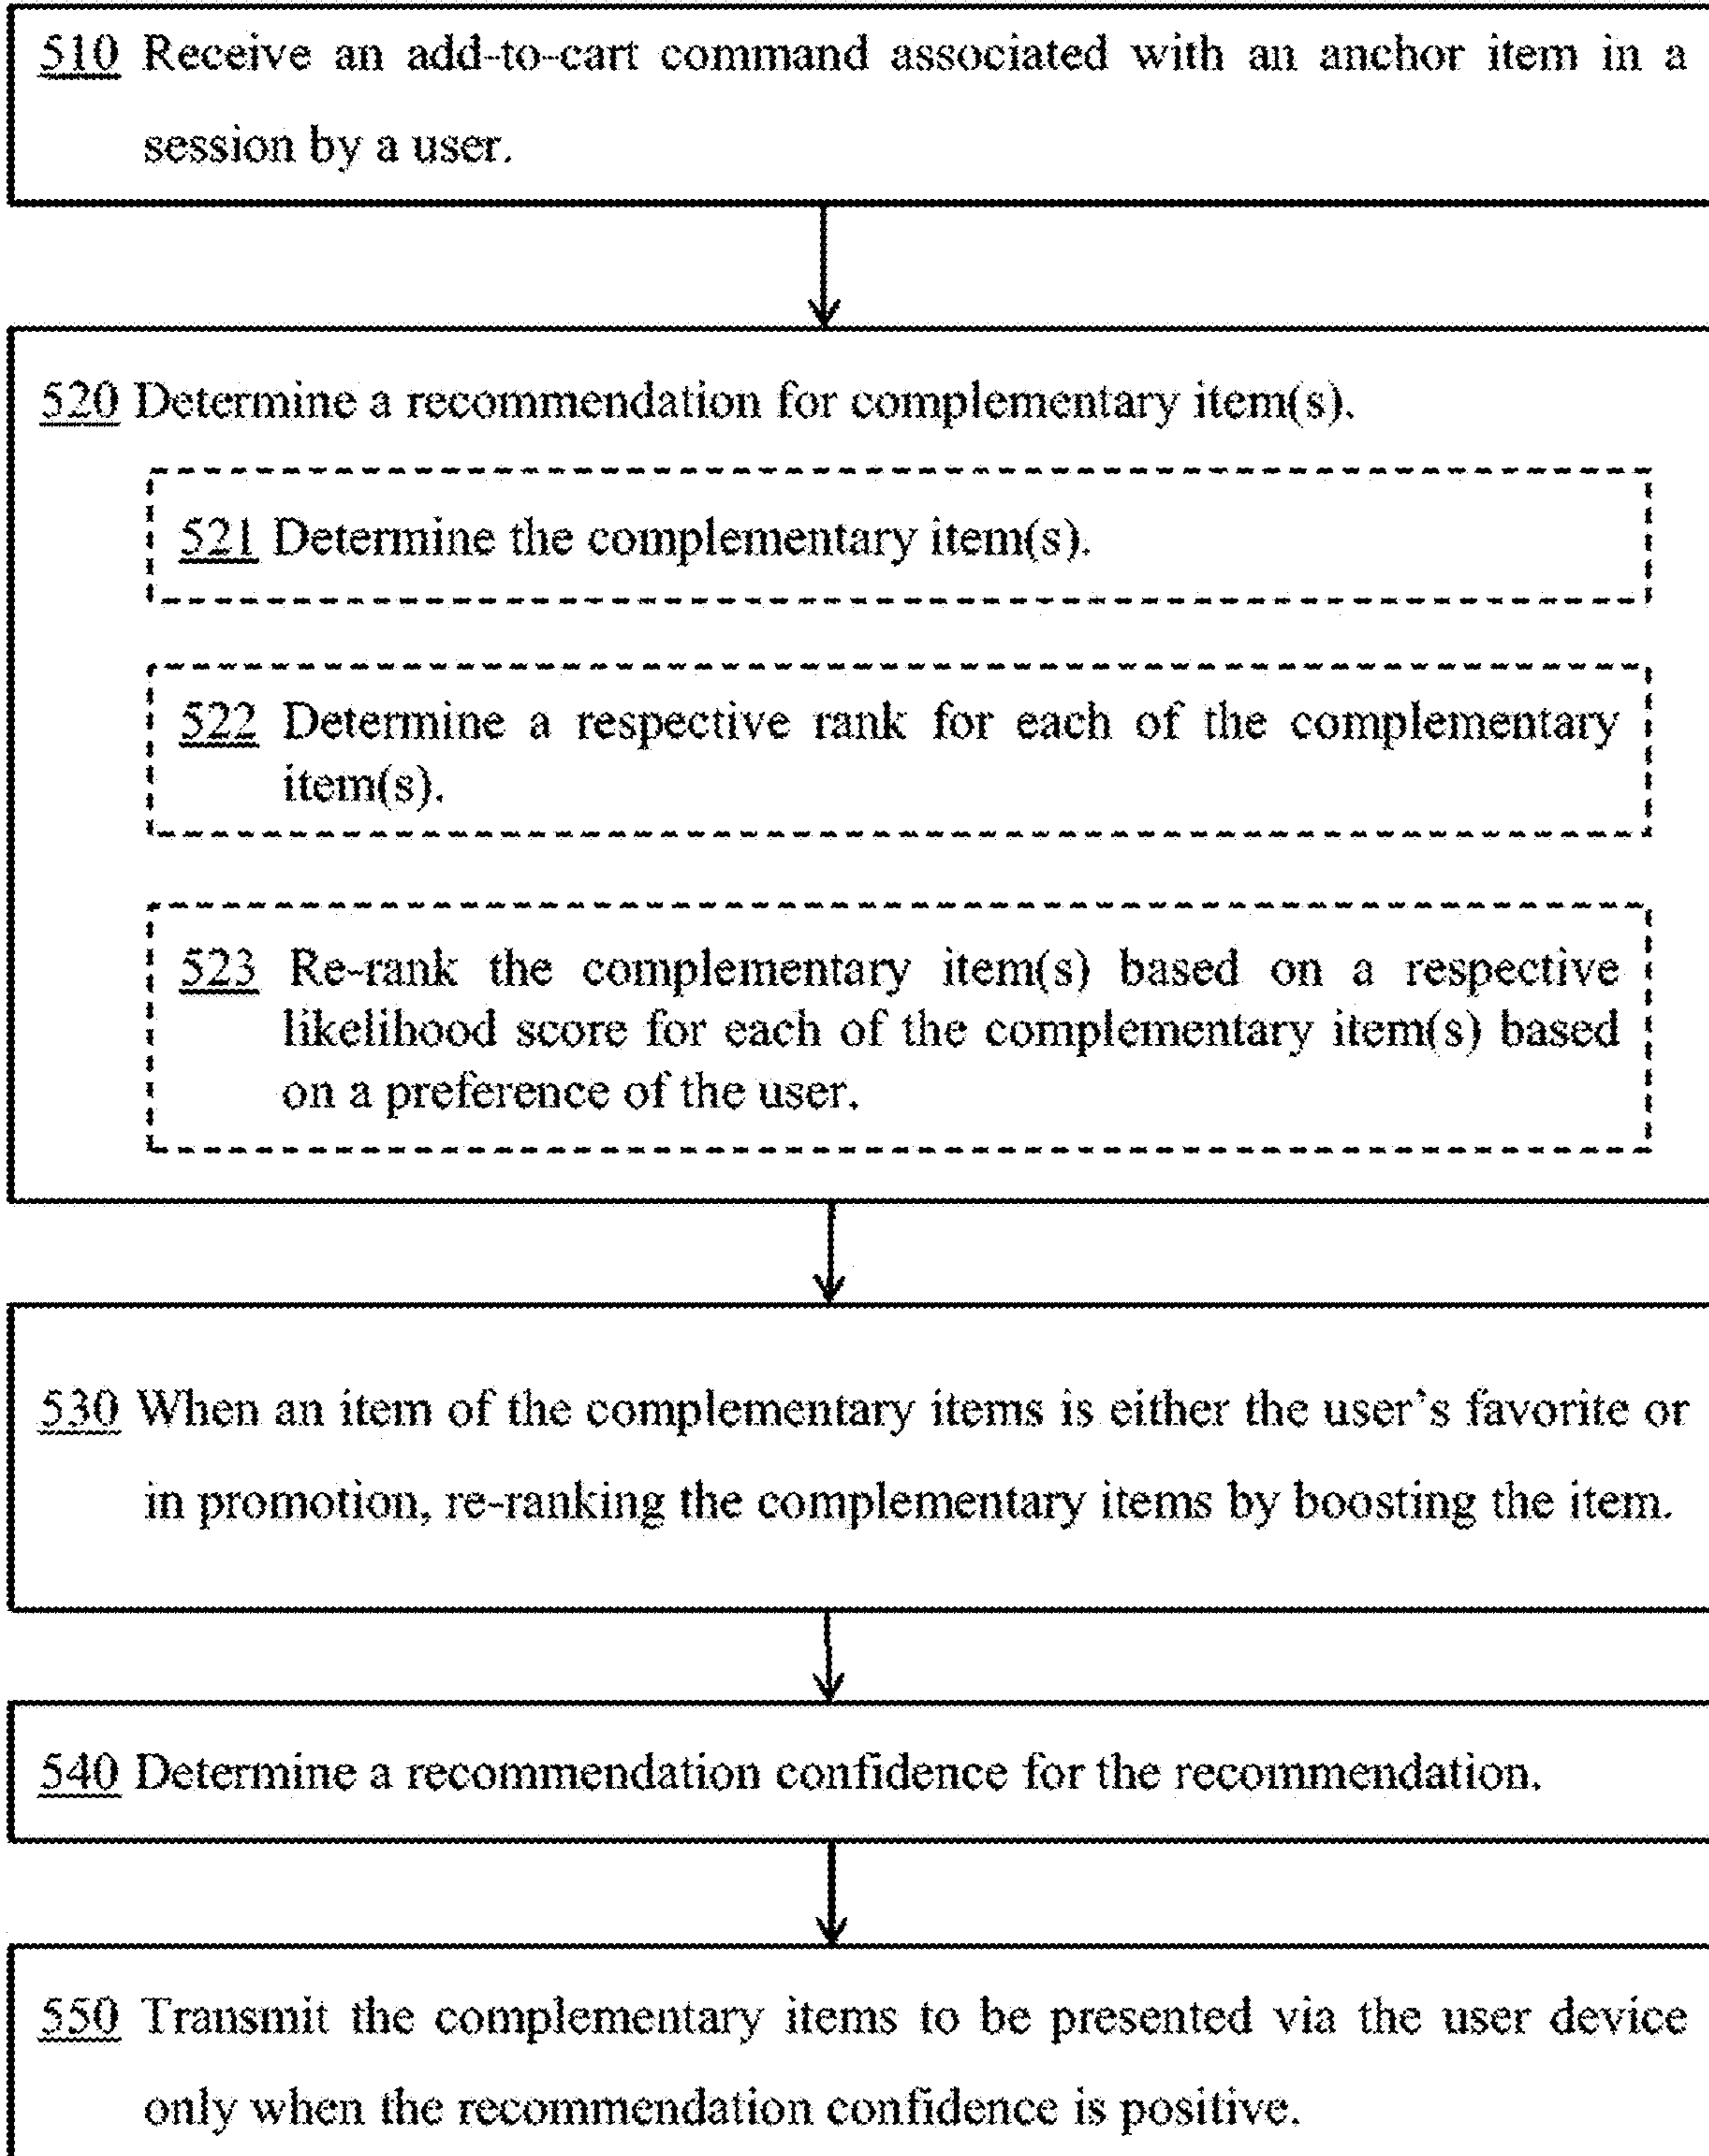 510 Receive an add-to-cart command associated with an anchor item in a
session by a user.
520 Determine a recommendation for complementary item(s).
521 Determine the complementary item(s).
522 Determine a respective rank for each of the complementary
item(s).
523 Re-rank the complementary item(s) based on a respective
likelihood score for each of the complementary item(s) based
on a preference of the user.
530 When an item of the complementary items is either the user's favorite or
in promotion, re-ranking the complementary items by boosting the item.
540 Determine a recommendation confidence for the recommendation.
550 Transmit the complementary items to be presented via the user device
only when the recommendation confidence is positive.